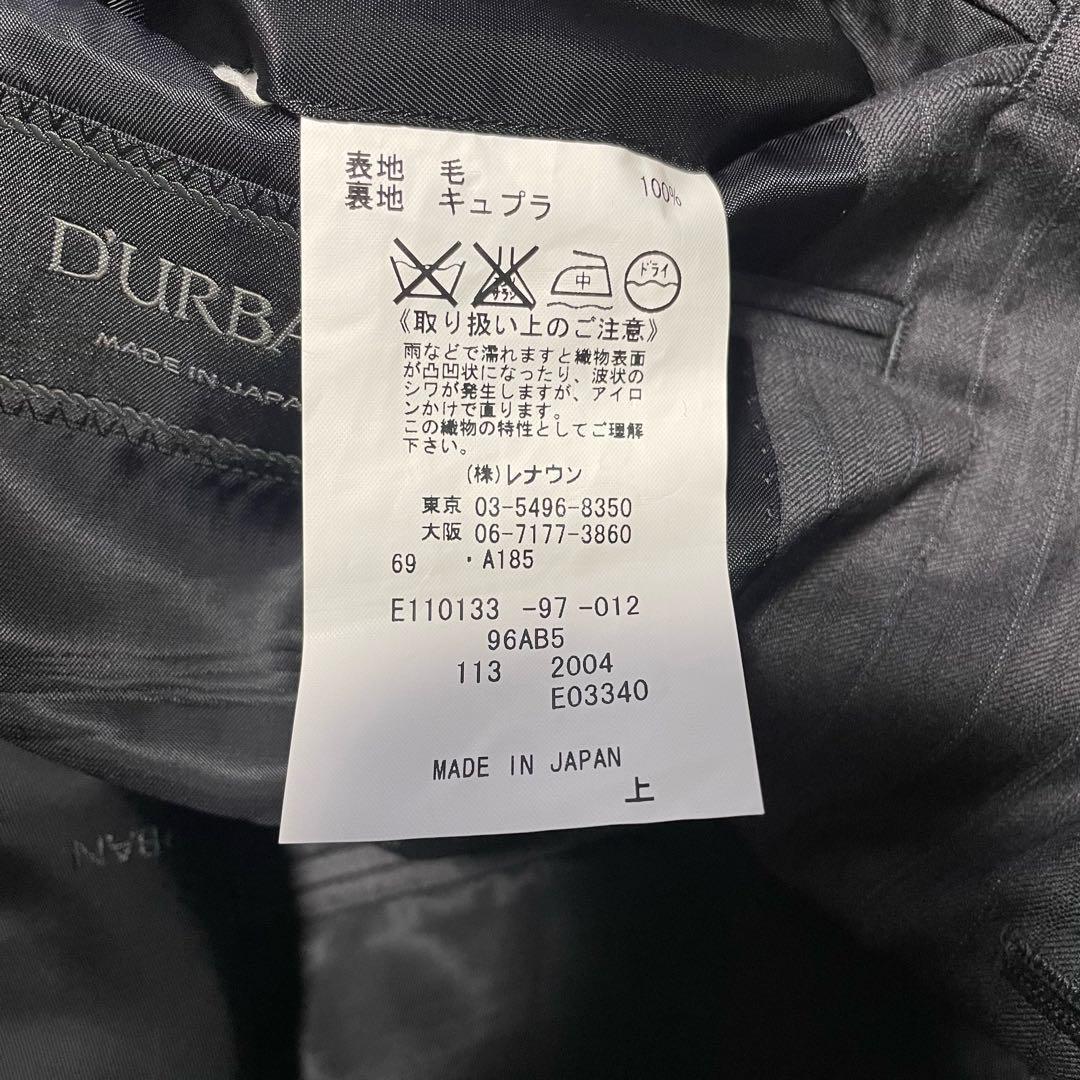 表地 毛 100%
裏地 キュプラ
中
ドライ
《取り扱い上のご注意》
雨などで濡れますと織物表面
が凸凹状になったり、波状の
シワが発生しますが、アイロ
ンかけで直ります。
この織物の特性としてご理解
下さい。
(株)レナウン
東京 03-5496-8350
大阪 06-7177-3860
69 ・A185
E110133 -97 -012
96AB5
113 2004
E03340
MADE IN JAPAN
上
D'URBA
MADE IN JAPA